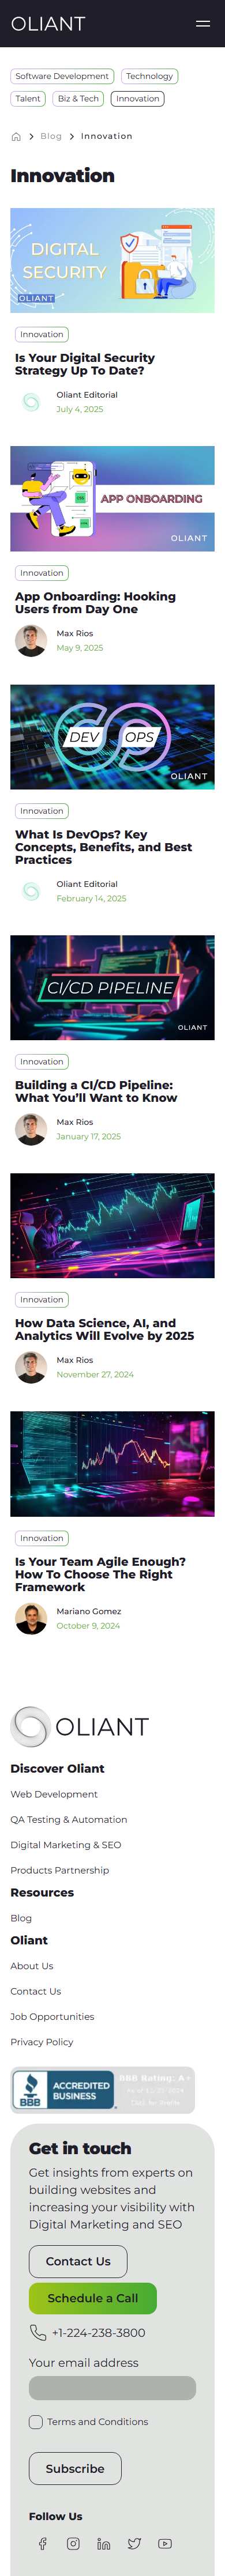 OLIANT
Software Development
Technology
Talent
Biz & Tech
Innovation
Blog
Innovation
Innovation
DIGITAL
SECURITY
OLIANT
Innovation
Is Your Digital Security
Strategy Up To Date?
Oliant Editorial
July 4, 2025
APP ONBOARDING
OLIANT
Innovation
App Onboarding: Hooking
Users from Day One
Max Rios
May 9, 2025
DEV
OPS
OLIANT
Innovation
What Is DevOps? Key
Concepts, Benefits, and Best
Practices
Oliant Editorial
February 14, 2025
CI/CD PIPELINE
OLIANT
Innovation
Building a CI/CD Pipeline:
What You’ll Want to Know
Max Rios
January 17, 2025
Innovation
How Data Science, AI, and
Analytics Will Evolve by 2025
Max Rios
November 27, 2024
Innovation
Is Your Team Agile Enough?
How To Choose The Right
Framework
Mariano Gomez
October 9, 2024
OLIANT
Discover Oliant
Web Development
QA Testing & Automation
Digital Marketing & SEO
Products Partnership
Resources
Blog
Oliant
About Us
Contact Us
Job Opportunities
Privacy Policy
BBB
ACCREDITED
BUSINESS
BBB Rating: A+
Get in touch
Get insights from experts on
building websites and
increasing your visibility with
Digital Marketing and SEO
Contact Us
Schedule a Call
+1-224-238-3800
Your email address
Terms and Conditions
Subscribe
Follow Us